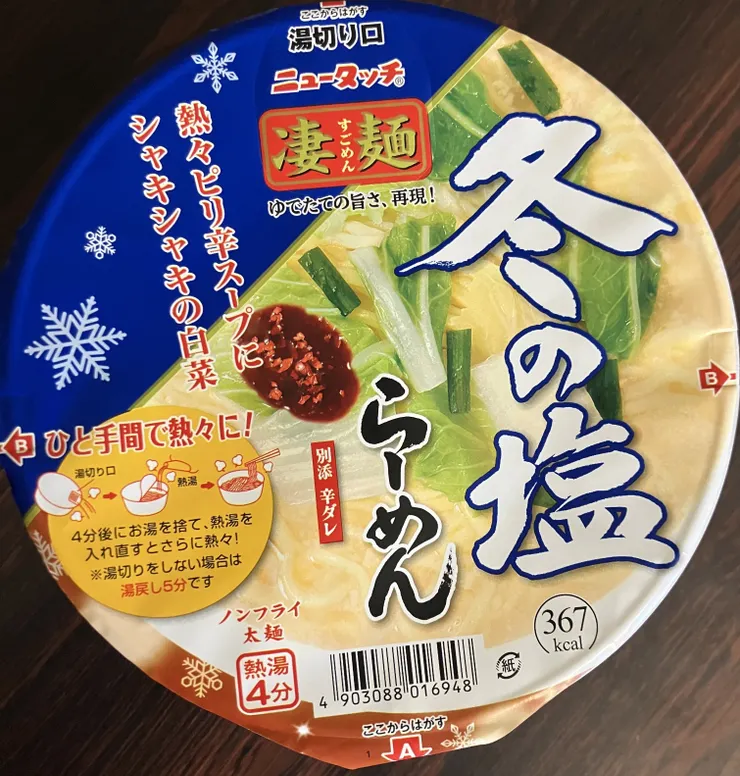 ここからはがす
湯切り口
ニュータッチ®
凄麺
すごめん
ゆでたての旨さ、再現!
熱々ピリ辛スープに
シャキシャキの白菜
冬の塩
らーめん
別添 辛ダレ
B
ひと手間で熱々に!
湯切り口
熱湯
4分後にお湯を捨て、熱湯を
入れ直すとさらに熱々!
※湯切りをしない場合は
湯戻し5分です
ノンフライ
太麺
熱湯
4分
4 903088 016948
紙
367
kcal
B
ここからはがす
1
A